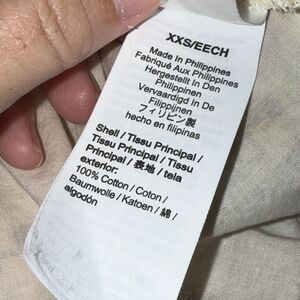 XXS/EECH
Made In Philippines
Fabriqué Aux Philippines
Hergestellt In Den
Philippinen
Vervaardigd In De
Filippijnen
フィリピン製
hecho en filipinas
Shell / Tissu Principal /
Tissu Principal / Tissu
Principal / 表地 / tela
exterior:
100% Cotton / Coton /
Baumwolle / Katoen / 綿 /
algodón